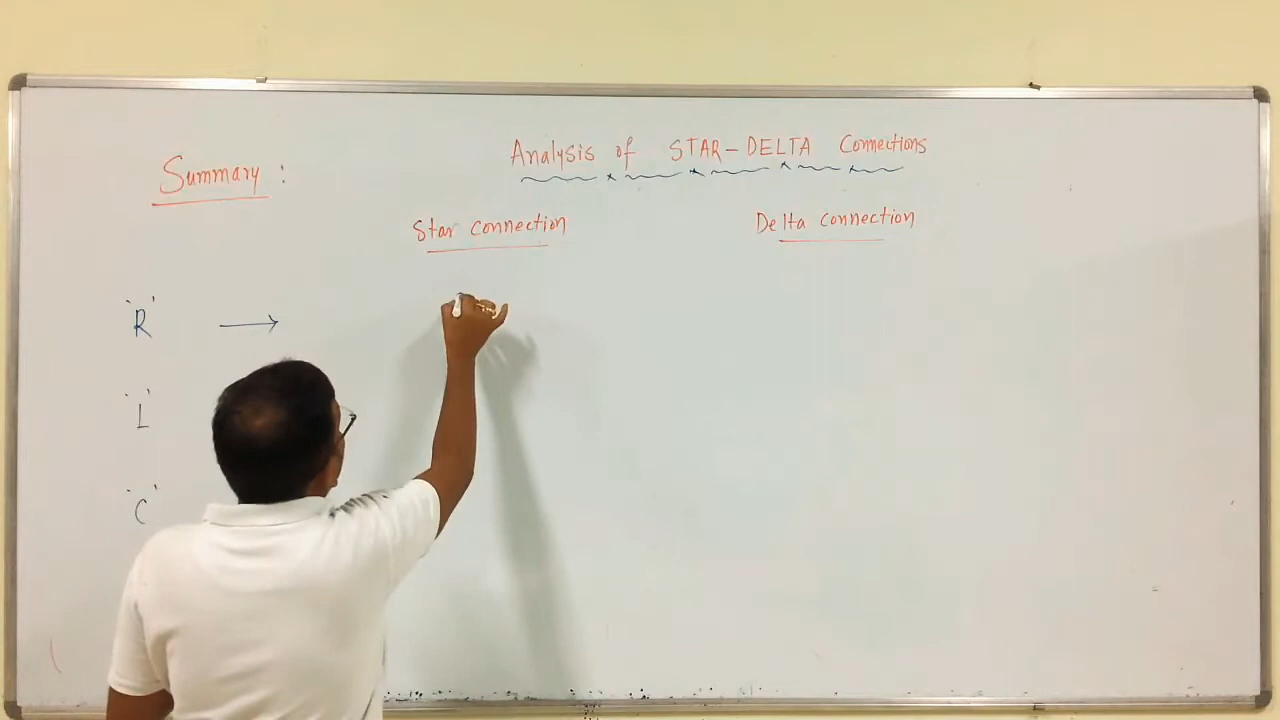 Analysis of STAR-DELTA Connections
Summary :
Star connection
Delta connection
'R' →
'L'
'C'